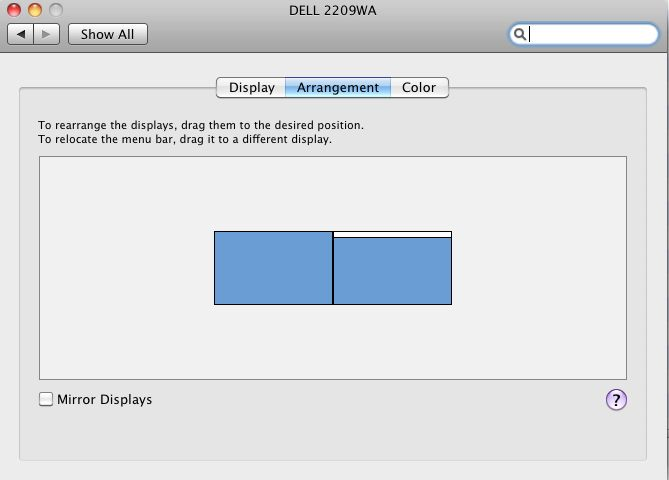 DELL 2209WA
Show All
Display Arrangement Color
To rearrange the displays, drag them to the desired position.
To relocate the menu bar, drag it to a different display.
Mirror Displays
?